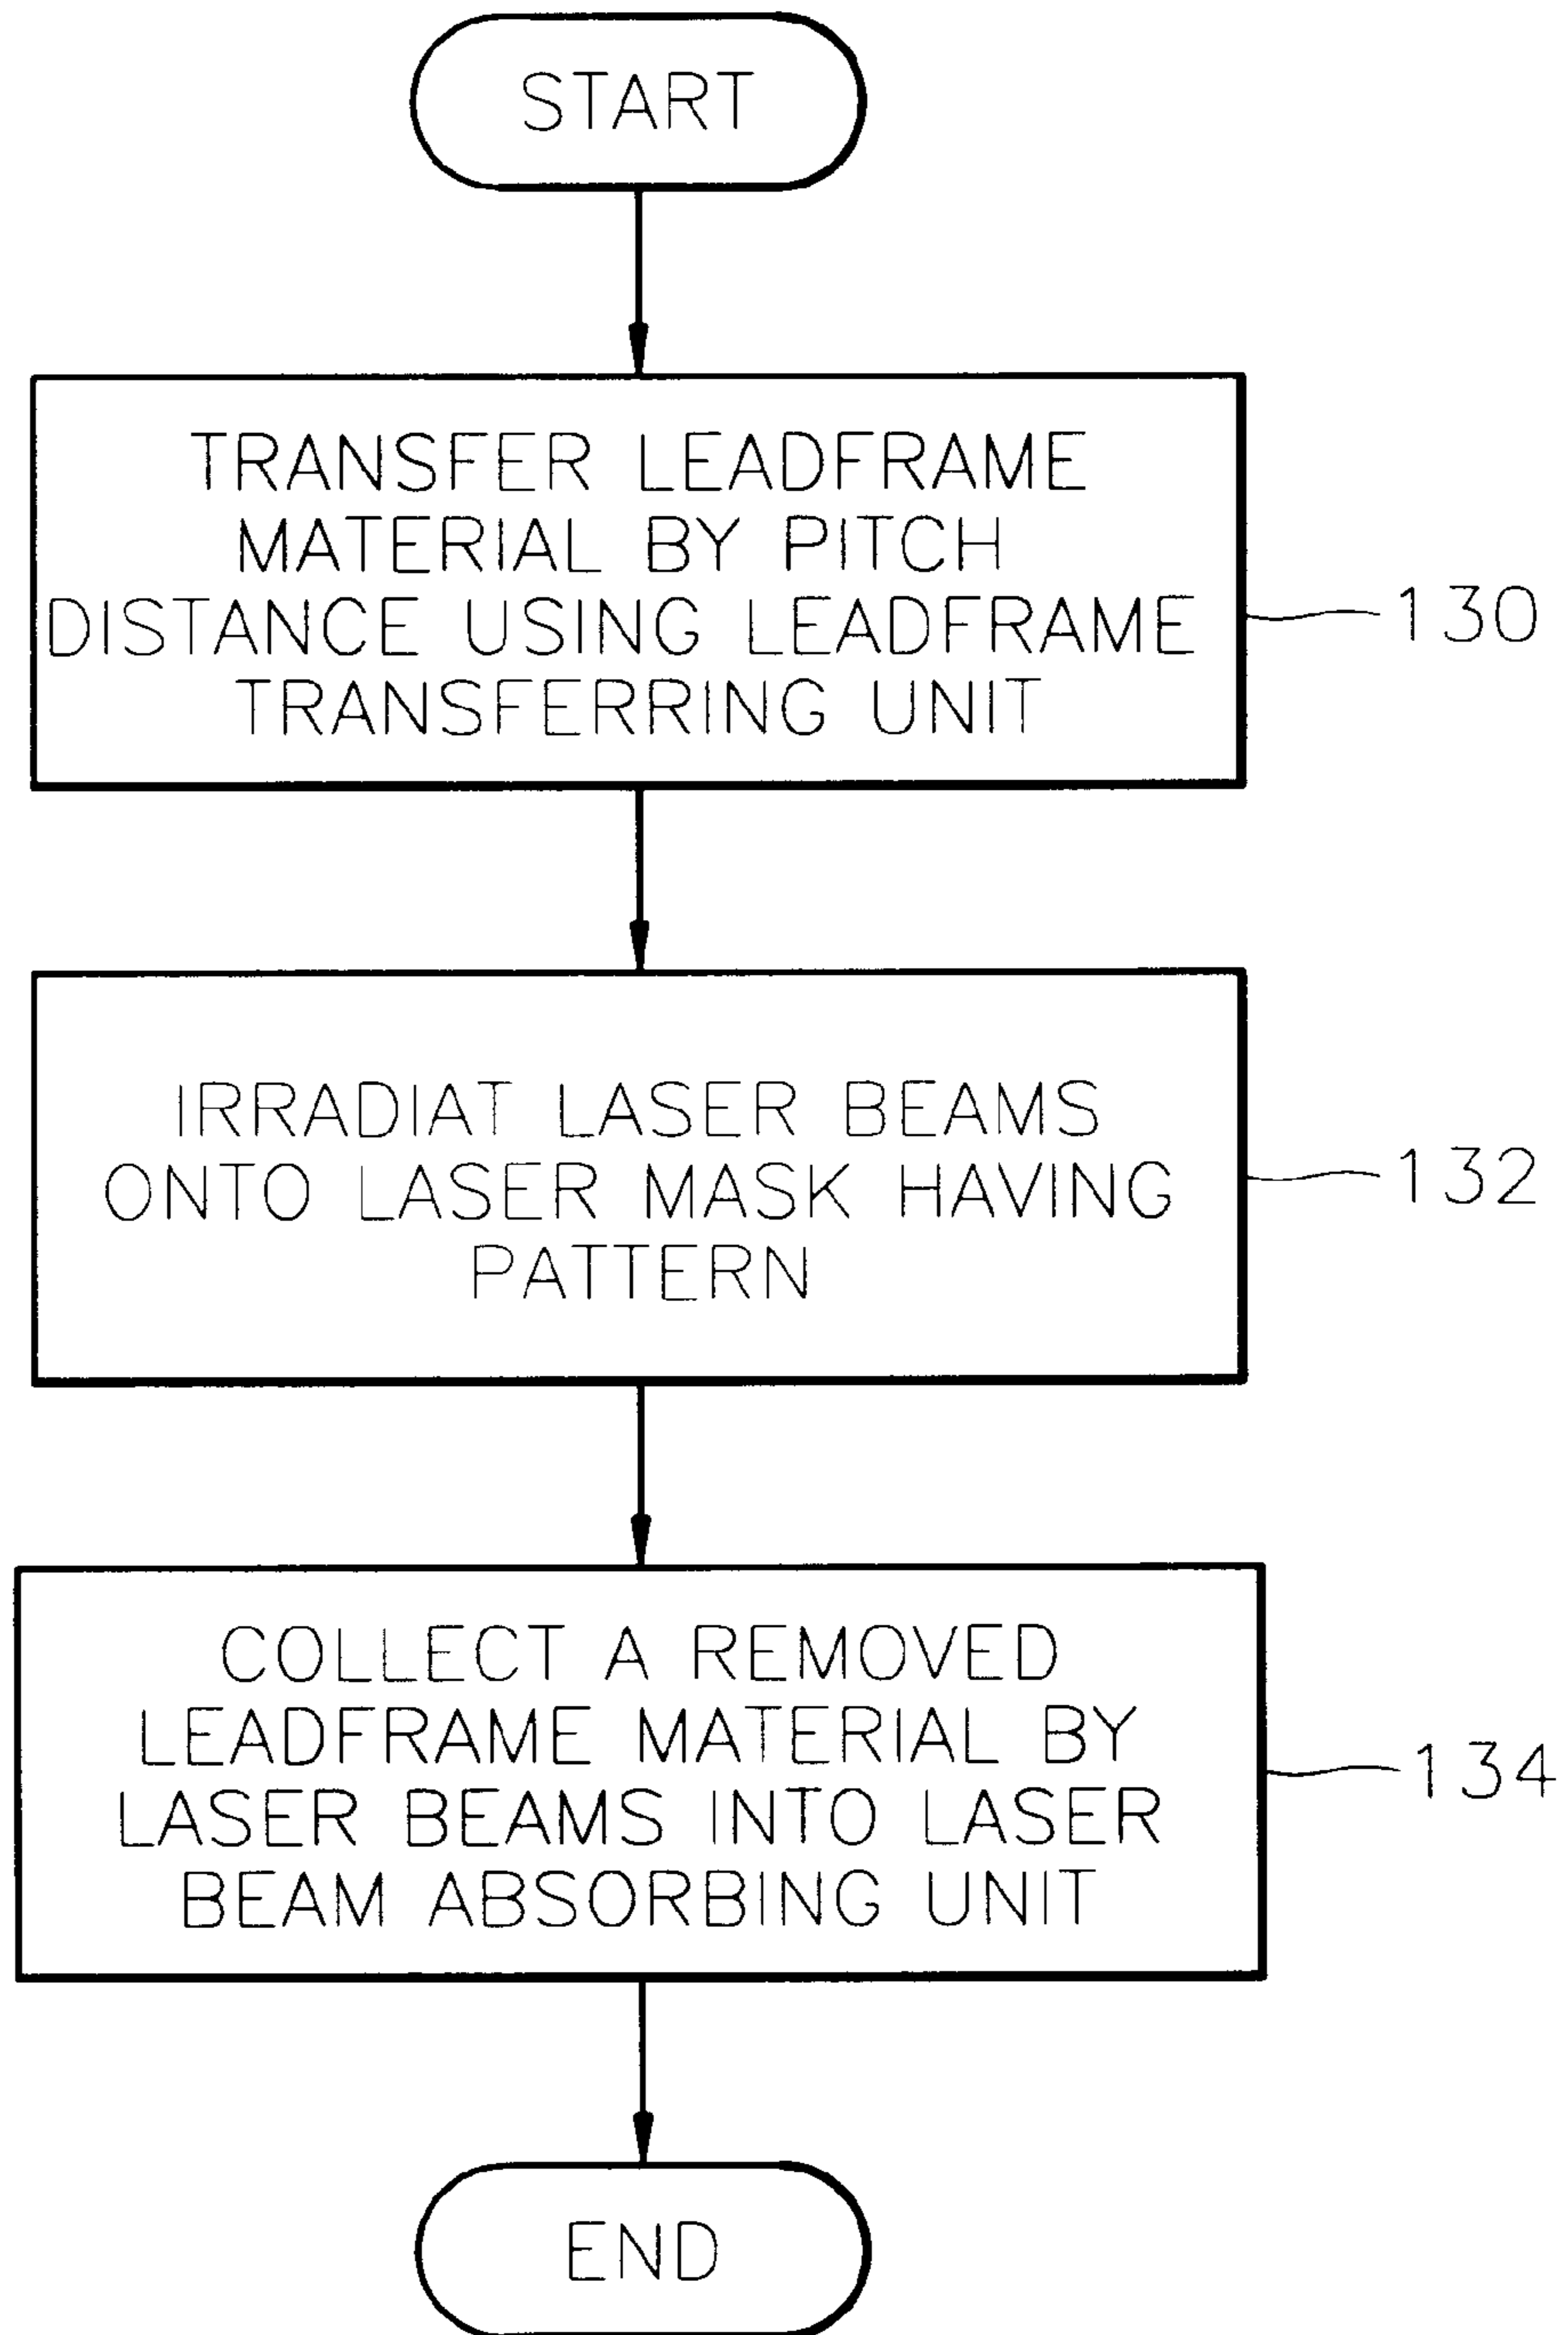 START
TRANSFER LEADFRAME
MATERIAL BY PITCH
DISTANCE USING LEADFRAME
TRANSFERRING UNIT
130
IRRADIAT LASER BEAMS
ONTO LASER MASK HAVING
PATTERN
132
COLLECT A REMOVED
LEADFRAME MATERIAL BY
LASER BEAMS INTO LASER
BEAM ABSORBING UNIT
134
END